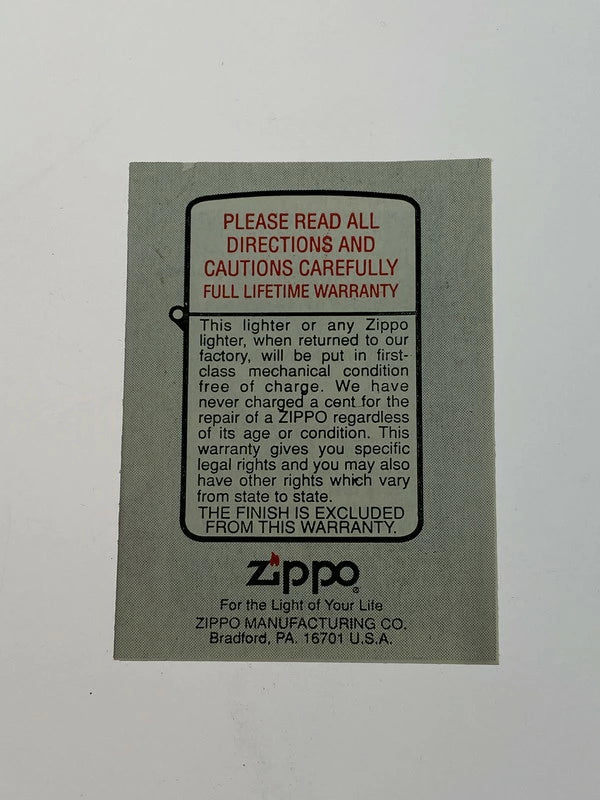 PLEASE READ ALL
DIRECTIONS AND
CAUTIONS CAREFULLY
FULL LIFETIME WARRANTY
This lighter or any Zippo
lighter, when returned to our
factory, will be put in first-
class mechanical condition
free of charge. We have
never charged a cent for the
repair of a ZIPPO regardless
of its age or condition. This
warranty gives you specific
legal rights and you may also
have other rights which vary
from state to state.
THE FINISH IS EXCLUDED
FROM THIS WARRANTY.
Zippo®
For the Light of Your Life
ZIPPO MANUFACTURING CO.
Bradford, PA. 16701 U.S.A.